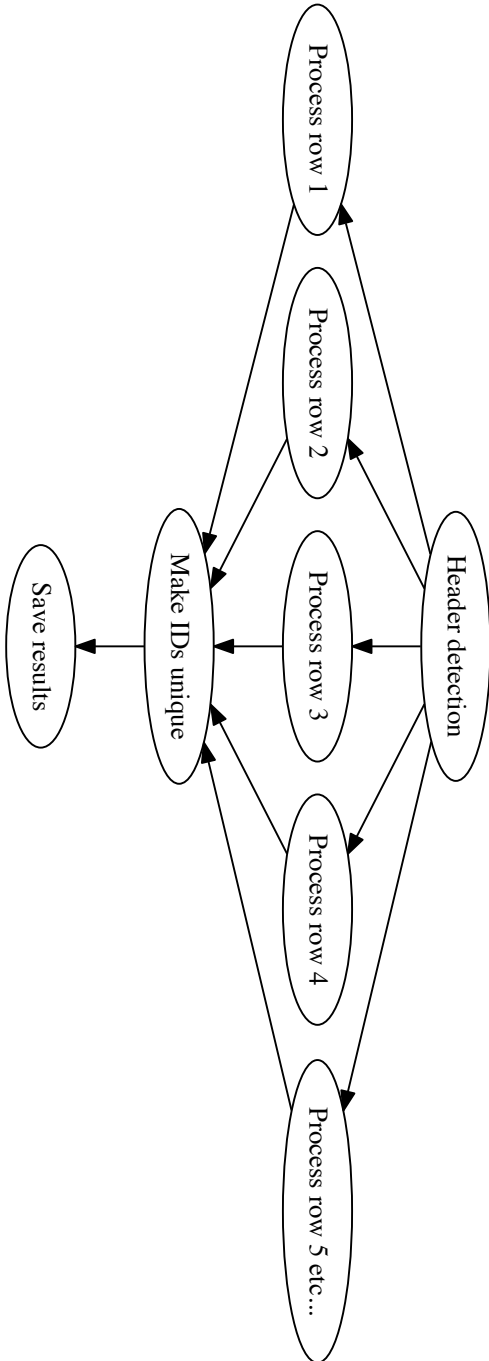 Header detection
Process row 1
Process row 2
Process row 3
Process row 4
Process row 5 etc...
Make IDs unique
Save results